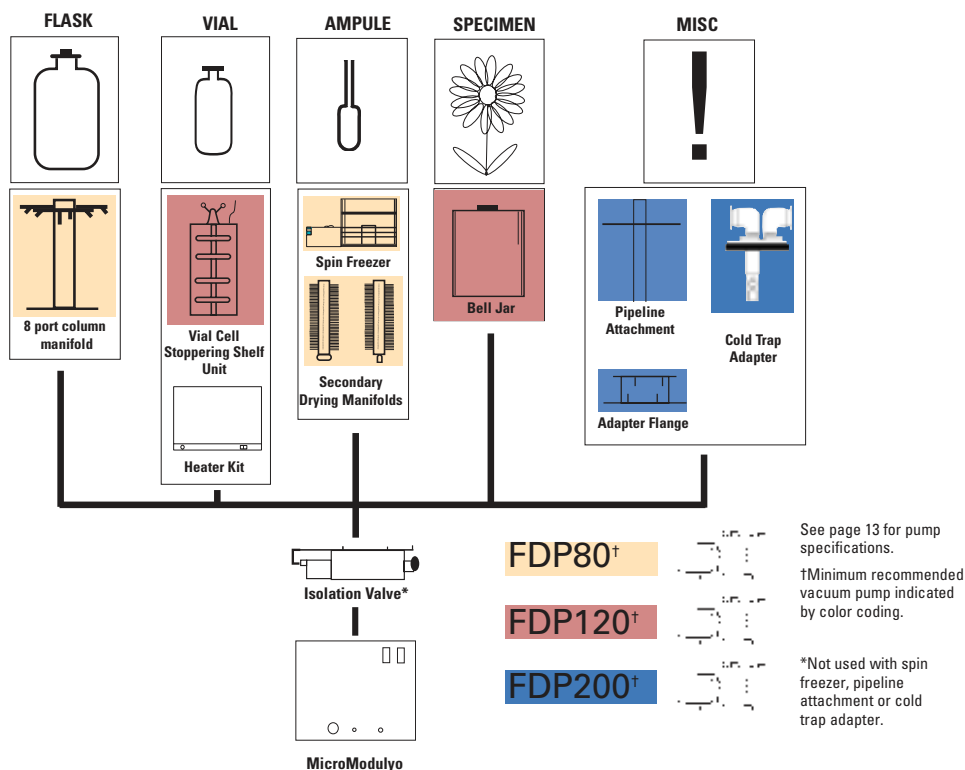 FLASK
VIAL
AMPULE
SPECIMEN
MISC
8 port column
manifold
Vial Cell
Stoppering Shelf
Unit
Heater Kit
Spin Freezer
Secondary
Drying Manifolds
Bell Jar
Pipeline
Attachment
Cold Trap
Adapter
Adapter Flange
Isolation Valve*
MicroModulyo
FDP80†
FDP120†
FDP200†
See page 13 for pump
specifications.
†Minimum recommended
vacuum pump indicated
by color coding.
*Not used with spin
freezer, pipeline
attachment or cold
trap adapter.